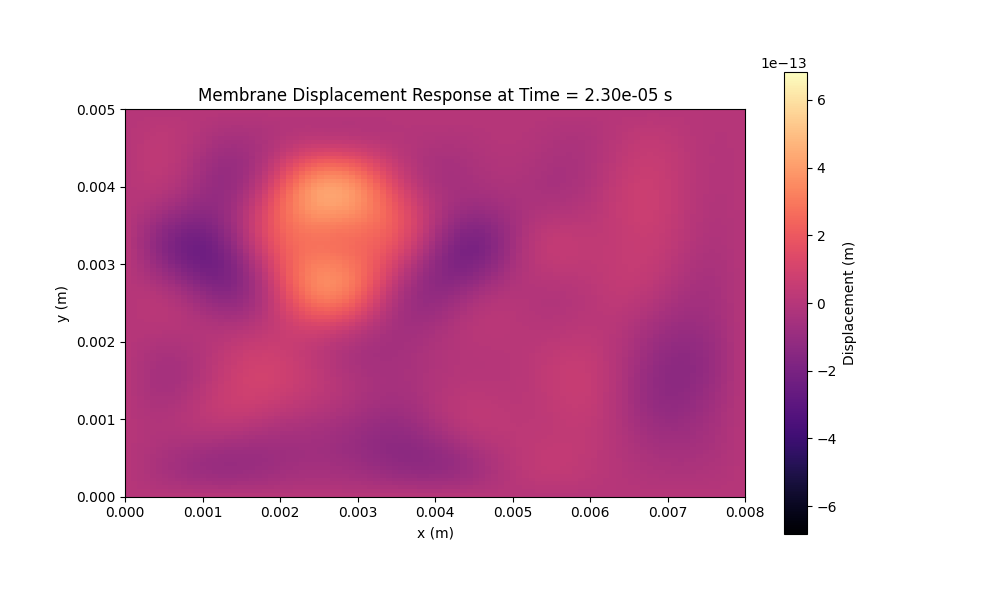 1e−13
Membrane Displacement Response at Time = 2.30e-05 s
0.005
0.004
0.003
0.002
0.001
0.000
y (m)
0.000 0.001 0.002 0.003 0.004 0.005 0.006 0.007 0.008
x (m)
6
4
2
0
−2
−4
−6
Displacement (m)